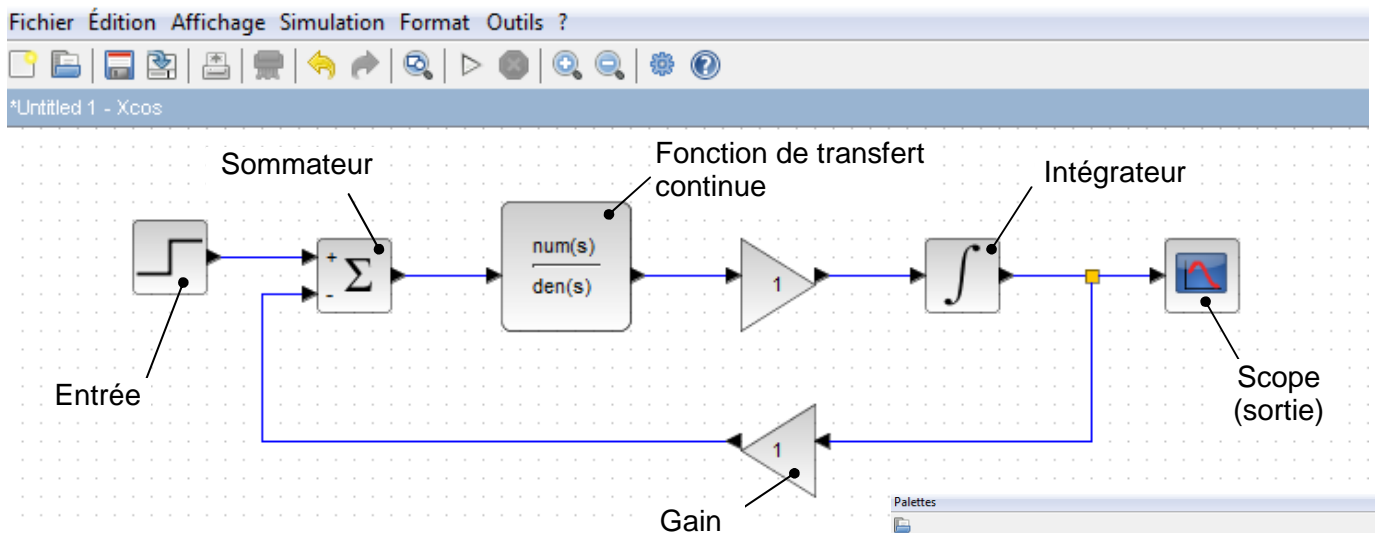 Fichier Édition Affichage Simulation Format Outils ?
*Untitled 1 - Xcos
Sommateur
Fonction de transfert
continue
Intégrateur
+
-
Σ
num(s)
den(s)
1
∫
Entrée
Scope
(sortie)
1
Gain
Palettes